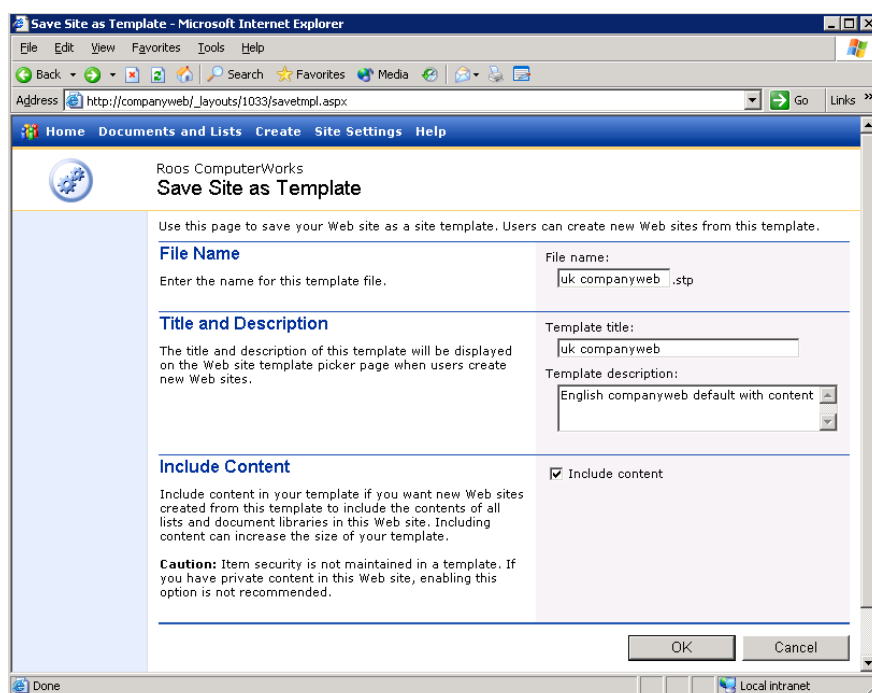 Save Site as Template - Microsoft Internet Explorer
File Edit View Favorites Tools Help
Back Search Favorites Media
Address http://companyweb/_layouts/1033/savetmpl.aspx Go Links »
Home Documents and Lists Create Site Settings Help
Roos ComputerWorks
Save Site as Template
Use this page to save your Web site as a site template. Users can create new Web sites from this template.
File Name
Enter the name for this template file.
File name:
uk companyweb .stp
Title and Description
The title and description of this template will be displayed
on the Web site template picker page when users create
new Web sites.
Template title:
uk companyweb
Template description:
English companyweb default with content
Include Content
Include content in your template if you want new Web sites
created from this template to include the contents of all
lists and document libraries in this Web site. Including
content can increase the size of your template.
Caution: Item security is not maintained in a template. If
you have private content in this Web site, enabling this
option is not recommended.
Include content
OK Cancel
Done Local intranet